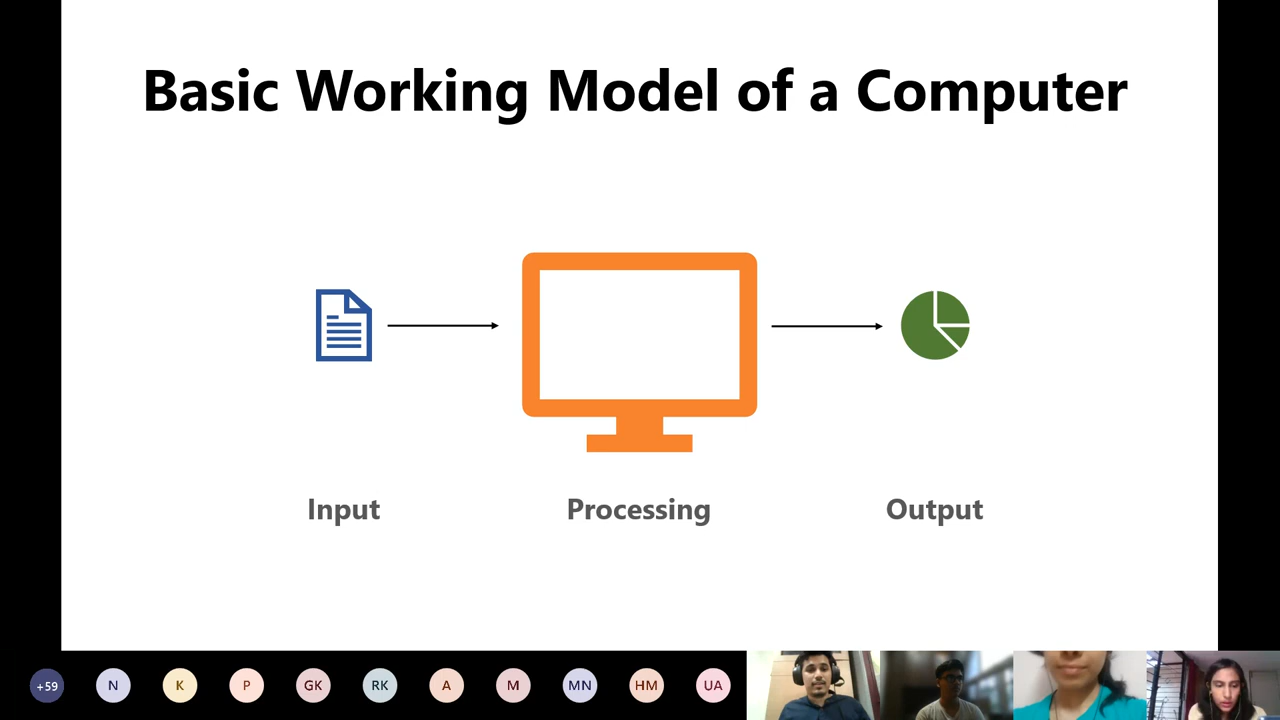 Basic Working Model of a Computer
Input
Processing
Output
+59
N
K
P
GK
RK
A
M
MN
HM
UA